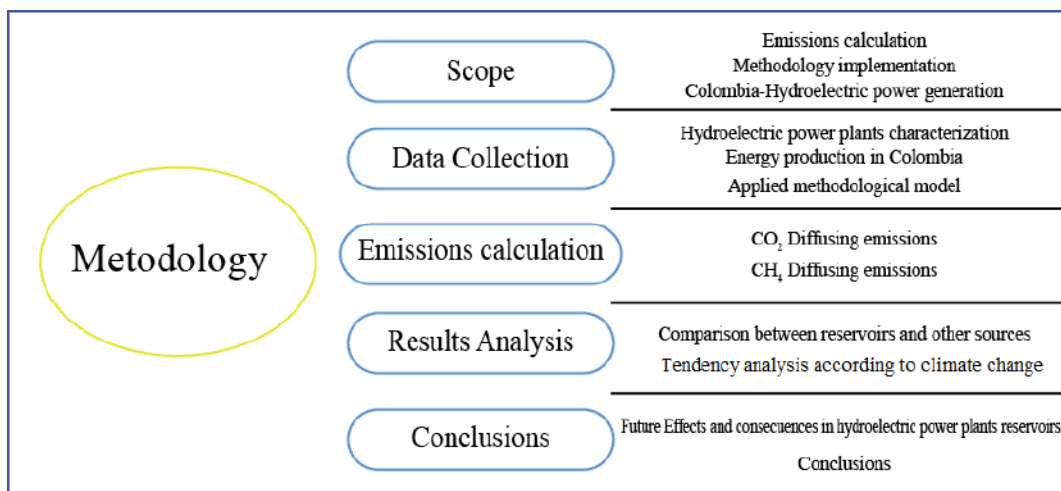 Metodology
Scope
Emissions calculation
Methodology implementation
Colombia-Hydroelectric power generation
Data Collection
Hydroelectric power plants characterization
Energy production in Colombia
Applied methodological model
Emissions calculation
CO₂ Diffusing emissions
CH₄ Diffusing emissions
Results Analysis
Comparison between reservoirs and other sources
Tendency analysis according to climate change
Conclusions
Future Effects and consecuences in hydroelectric power plants reservoirs
Conclusions